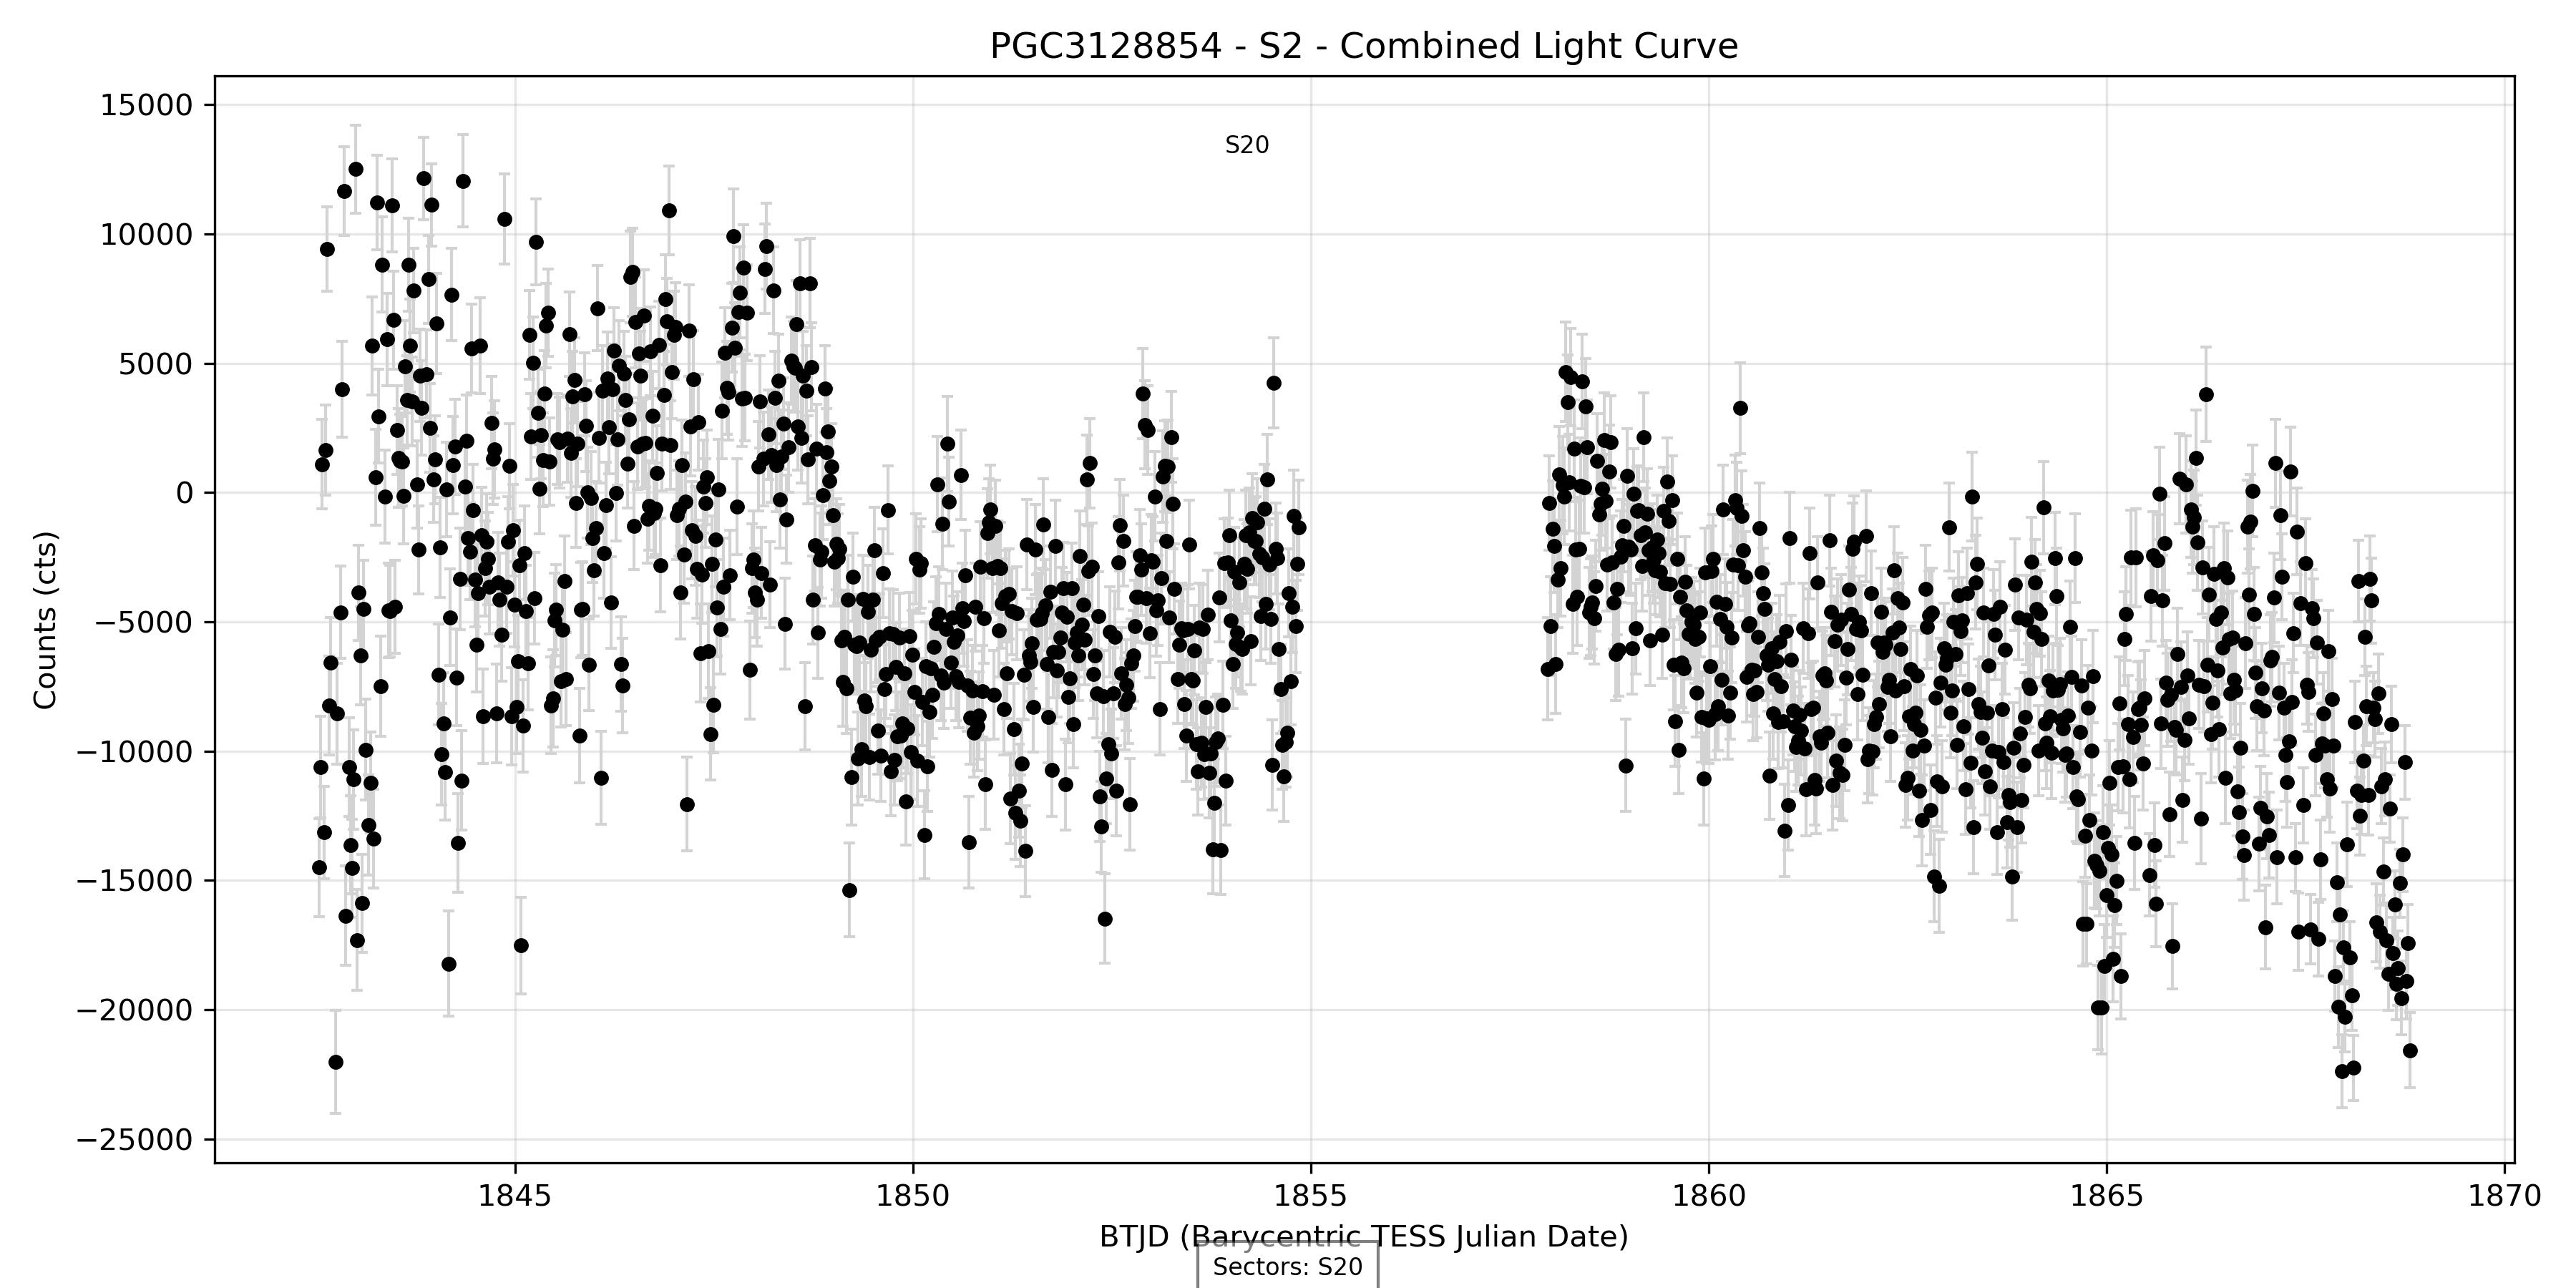 PGC3128854 - S2 - Combined Light Curve
S20
15000
10000
5000
0
−5000
−10000
−15000
−20000
−25000
Counts (cts)
1845 1850 1855 1860 1865 1870
BTJD (Barycentric TESS Julian Date)
Sectors: S20